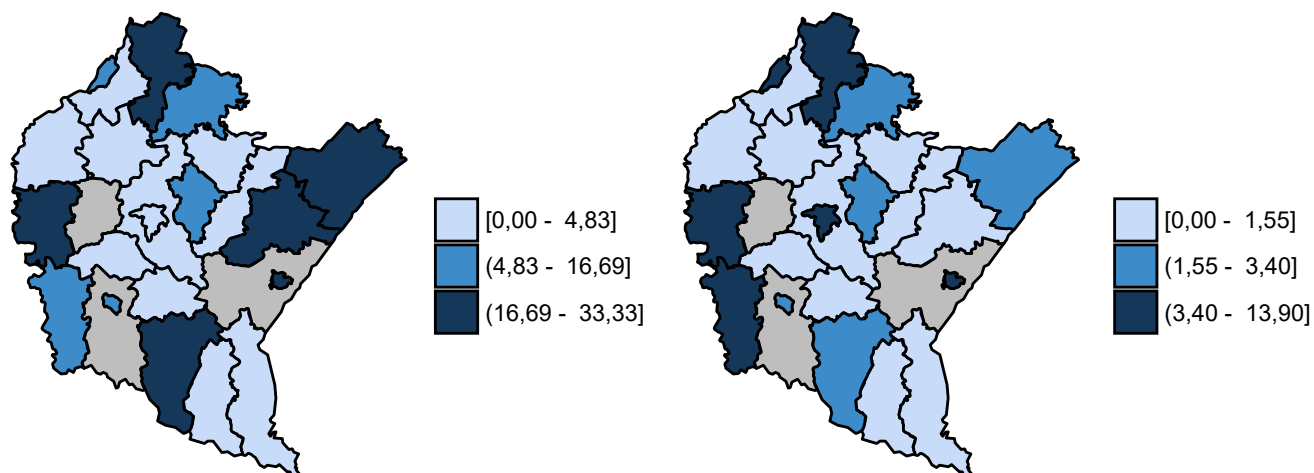 [0,00 - 4,83]
(4,83 - 16,69]
(16,69 - 33,33]
[0,00 - 1,55]
(1,55 - 3,40]
(3,40 - 13,90]